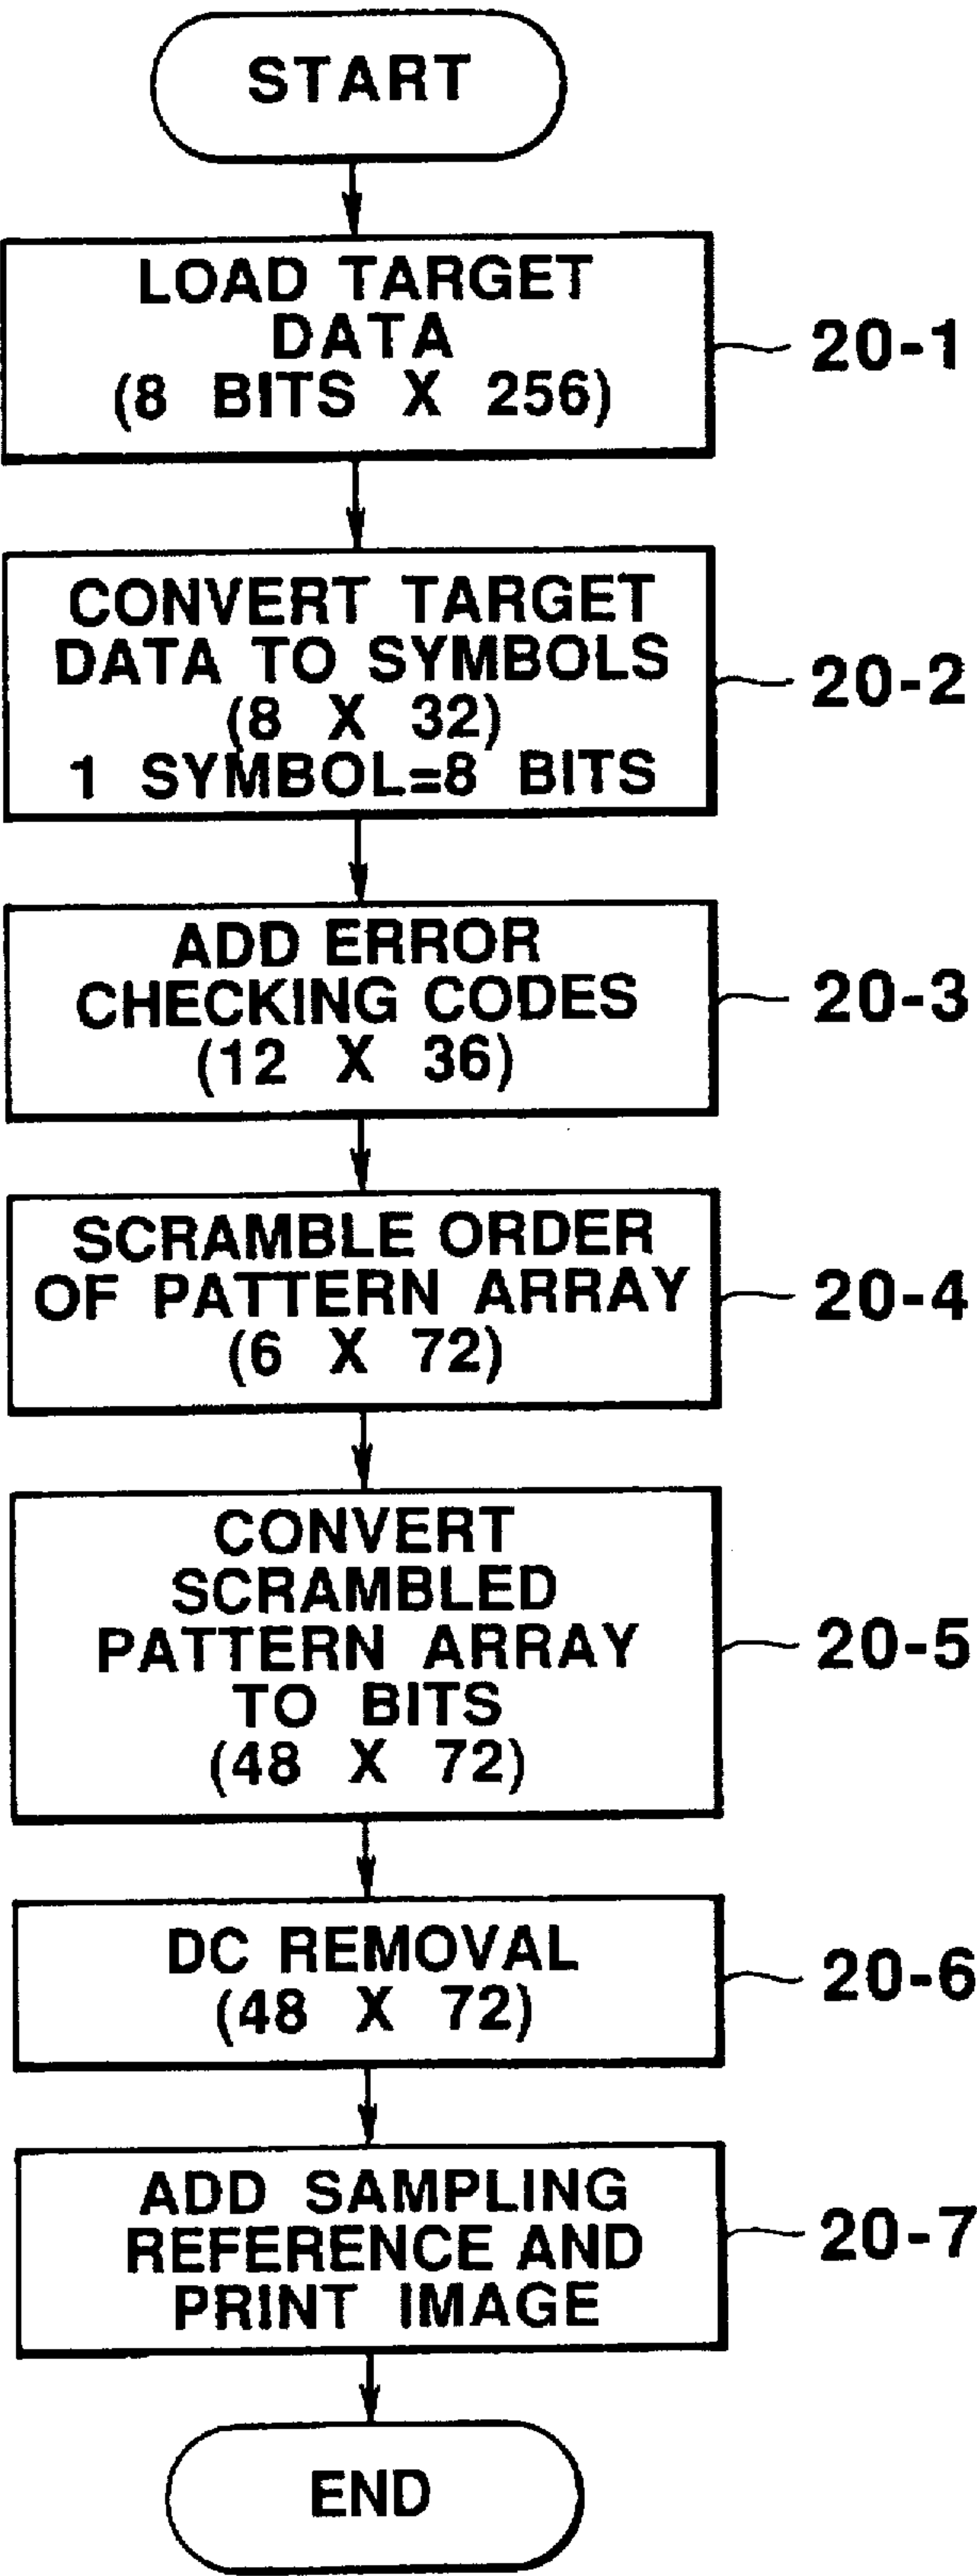 START
LOAD TARGET
DATA
(8 BITS X 256)
20-1
CONVERT TARGET
DATA TO SYMBOLS
(8 X 32)
1 SYMBOL=8 BITS
20-2
ADD ERROR
CHECKING CODES
(12 X 36)
20-3
SCRAMBLE ORDER
OF PATTERN ARRAY
(6 X 72)
20-4
CONVERT
SCRAMBLED
PATTERN ARRAY
TO BITS
(48 X 72)
20-5
DC REMOVAL
(48 X 72)
20-6
ADD SAMPLING
REFERENCE AND
PRINT IMAGE
20-7
END